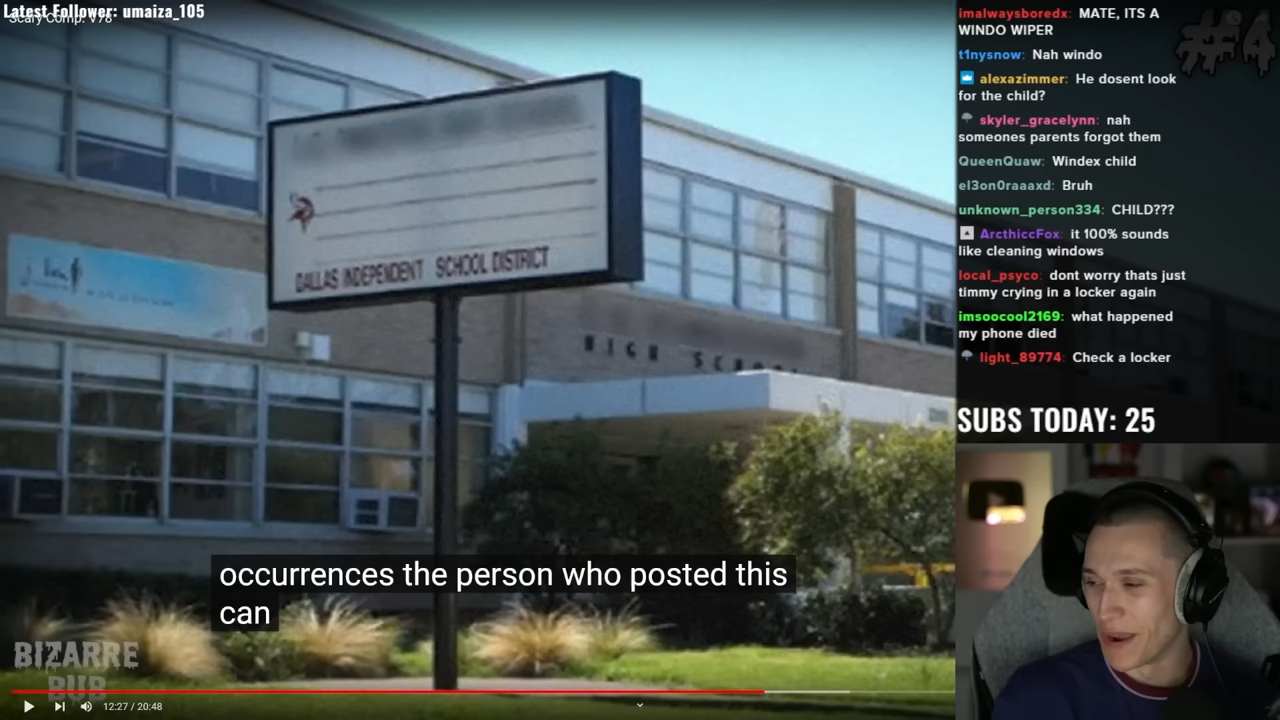 Latest Follower: umaiza_105
Scary Comp. V78
#4
imalwaysboredx: MATE, ITS A
WINDO WIPER
t1nysnow: Nah windo
alexazimmer: He dosent look
for the child?
skyler_gracelynn: nah
someones parents forgot them
QueenQuaw: Windex child
el3on0raaaxd: Bruh
unknown_person334: CHILD???
ArcthiccFox: it 100% sounds
like cleaning windows
local_psyco: dont worry thats just
timmy crying in a locker again
imsoocool2169: what happened
my phone died
light_89774: Check a locker
SUBS TODAY: 25
DALLAS INDEPENDENT SCHOOL DISTRICT
HIGH SCHOOL
occurrences the person who posted this
can
BIZARRE
BUB
12:27 / 20:48